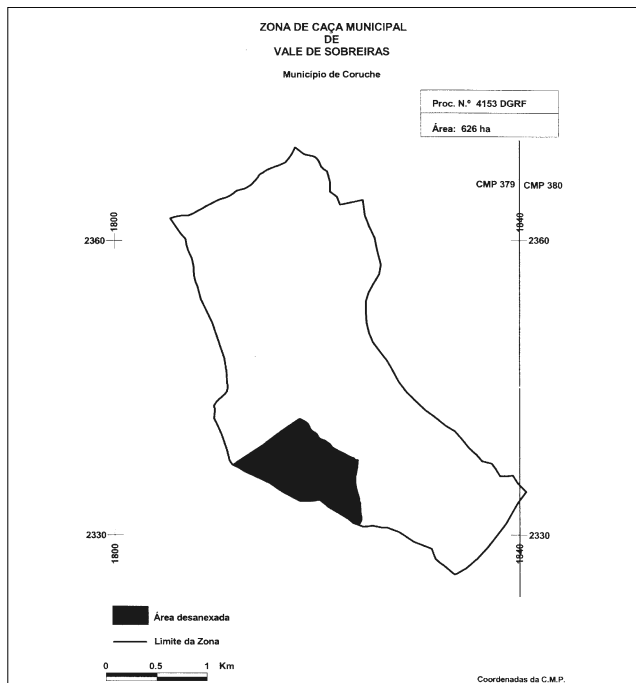 ZONA DE CAÇA MUNICIPAL
DE
VALE DE SOBREIRAS
Município de Coruche
Proc. N.º 4153 DGRF
Área: 626 ha
CMP 379 CMP 380
1800
1840
2360
2360
2330
2330
1800
1840
Área desanexada
Limite da Zona
0 0.5 1 Km
Coordenadas da C.M.P.